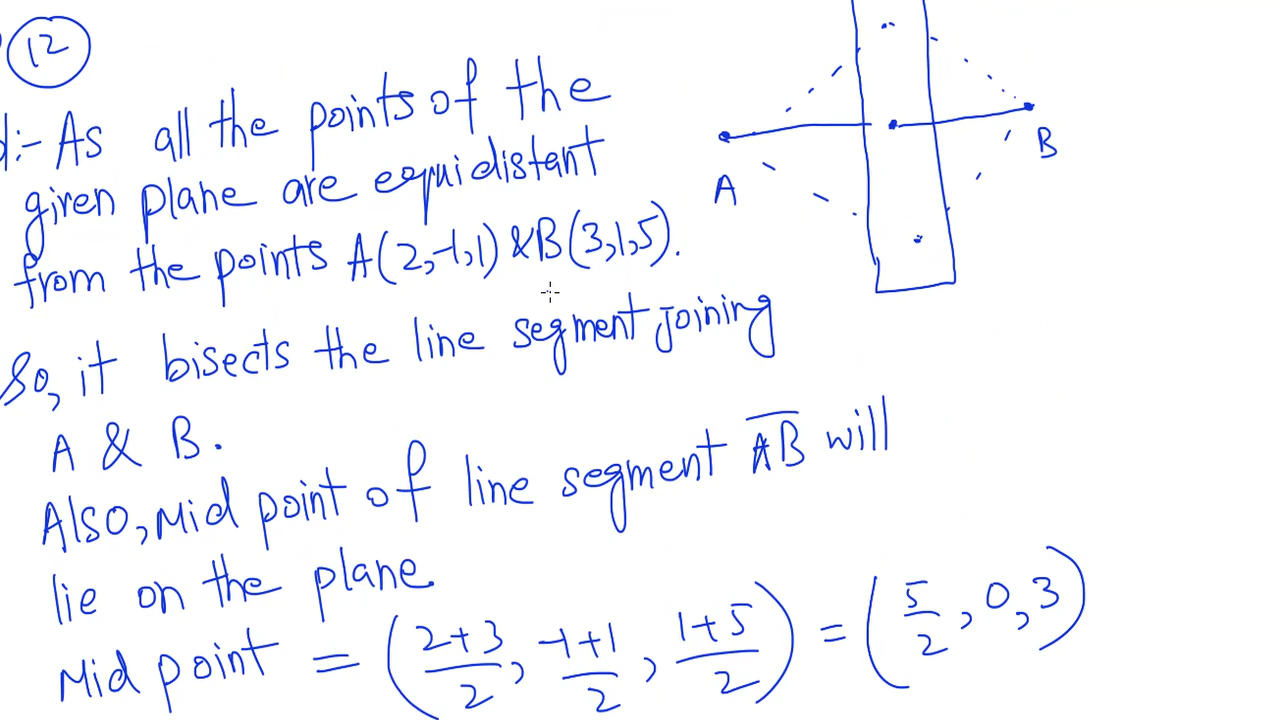 12
d:- As all the points of the
given plane are equidistant
from the points A(2,-1,1) & B(3,1,5).
So, it bisects the line segment joining
A & B.
Also, Mid point of line segment AB will
lie on the plane.
Mid point = (2+3/2, -1+1/2, 1+5/2) = (5/2, 0, 3)
A
B